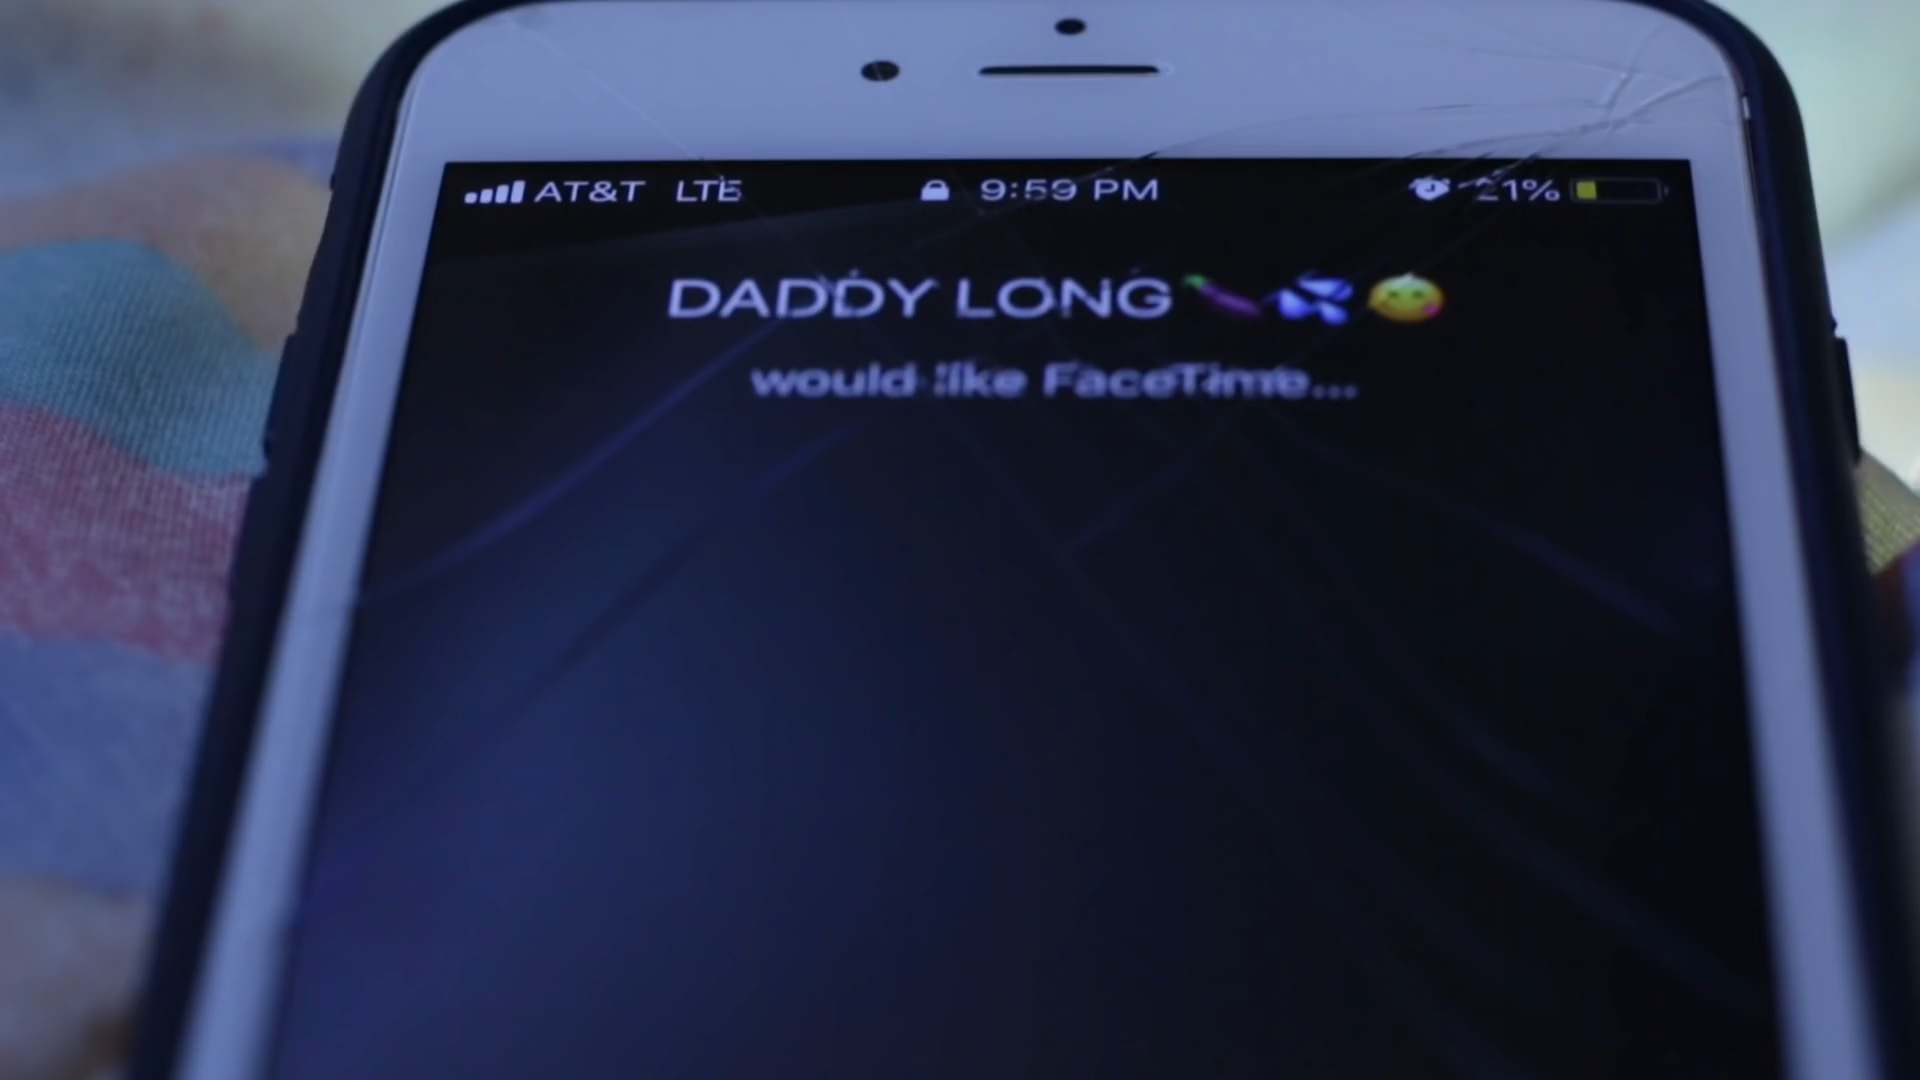 AT&T LTE 9:59 PM 21%
DADDY LONG 🍆💦😋
would like FaceTime...